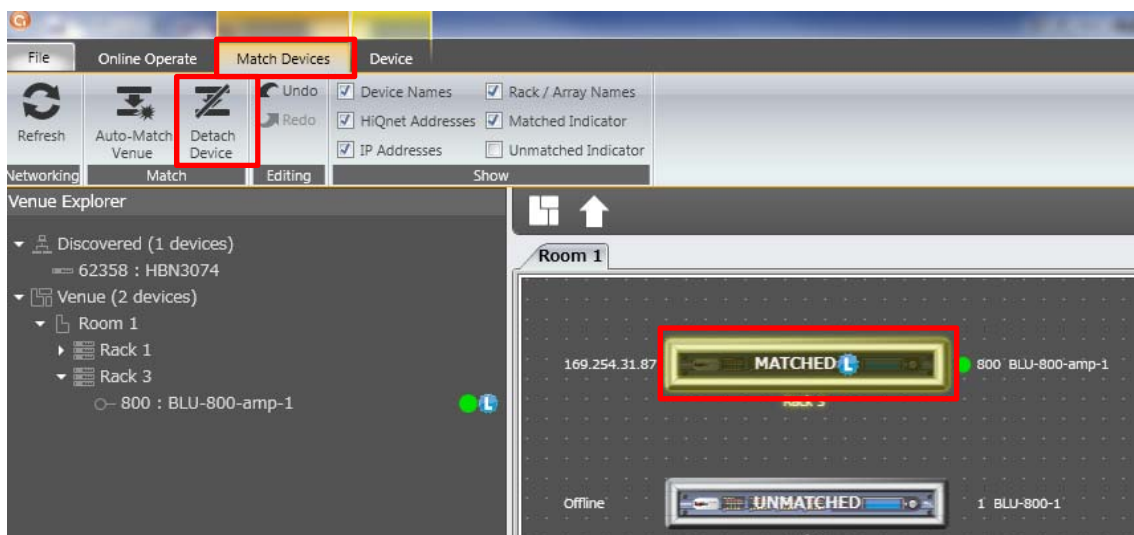 File Online Operate Match Devices Device
Refresh
Auto-Match Venue
Detach Device
Undo
Redo
Device Names
Rack / Array Names
HiQnet Addresses
Matched Indicator
IP Addresses
Unmatched Indicator
Networking Match Editing Show
Venue Explorer
Discovered (1 devices)
62358 : HBN3074
Venue (2 devices)
Room 1
Rack 1
Rack 3
800 : BLU-800-amp-1 L
Room 1
169.254.31.87 MATCHED L 800 BLU-800-amp-1
Rack 3
Offline UNMATCHED 1 BLU-800-1